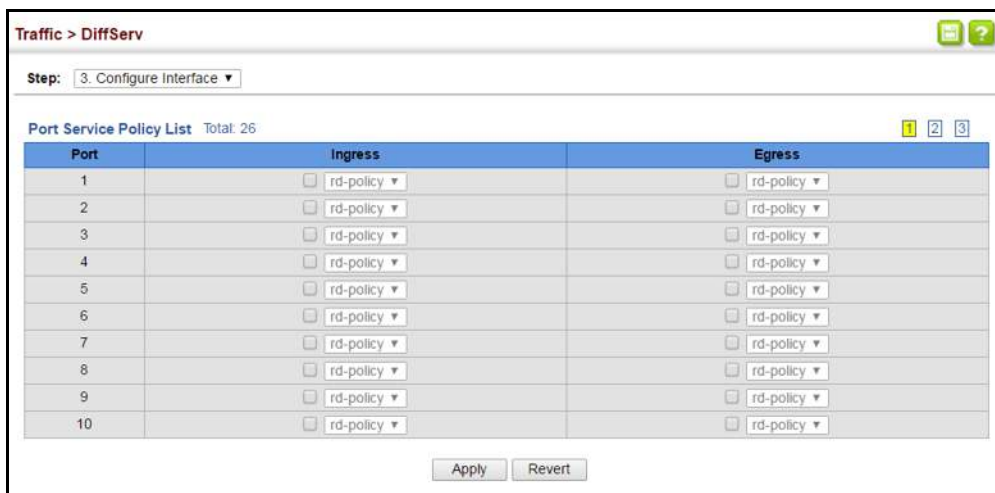 Traffic > DiffServ
?
Step: 3. Configure Interface ▼
Port Service Policy List Total: 26 1 2 3
Port Ingress Egress
1 rd-policy ▼ rd-policy ▼
2 rd-policy ▼ rd-policy ▼
3 rd-policy ▼ rd-policy ▼
4 rd-policy ▼ rd-policy ▼
5 rd-policy ▼ rd-policy ▼
6 rd-policy ▼ rd-policy ▼
7 rd-policy ▼ rd-policy ▼
8 rd-policy ▼ rd-policy ▼
9 rd-policy ▼ rd-policy ▼
10 rd-policy ▼ rd-policy ▼
Apply Revert